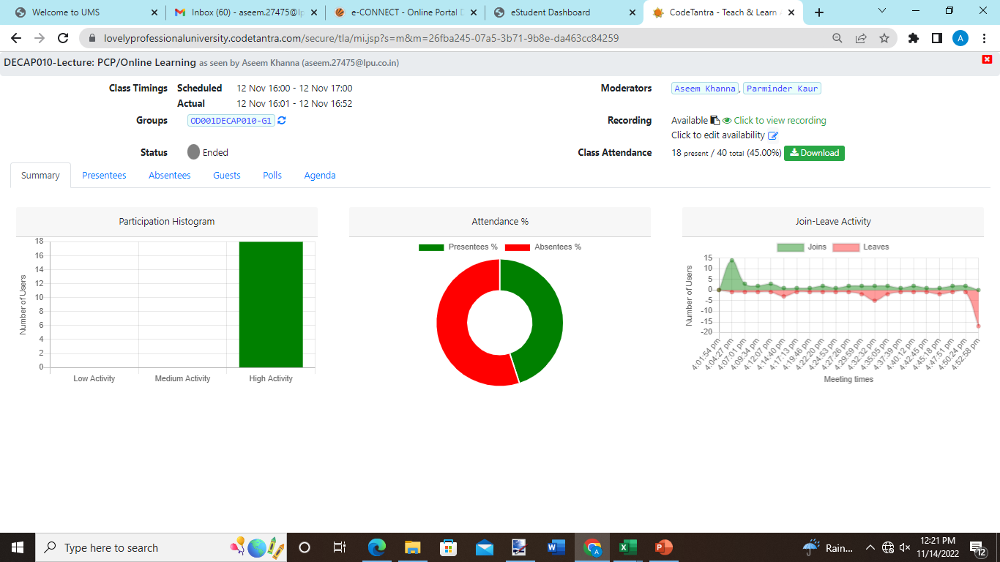 Welcome to UMS
Inbox (60) - aseem.27475@lp
e-CONNECT - Online Portal D
eStudent Dashboard
CodeTantra - Teach & Learn A
lovelyprofessionaluniversity.codetantra.com/secure/tla/mi.jsp?s=m&m=26fba245-07a5-3b71-9b8e-da463cc84259
A
DECAP010-Lecture: PCP/Online Learning as seen by Aseem Khanna (aseem.27475@lpu.co.in)
Class Timings Scheduled 12 Nov 16:00 - 12 Nov 17:00
Actual 12 Nov 16:01 - 12 Nov 16:52
Groups OD001DECAP010-G1
Status Ended
Moderators Aseem Khanna, Parminder Kaur
Recording Available Click to view recording
Click to edit availability
Class Attendance 18 present / 40 total (45.00%) Download
Summary Presentees Absentees Guests Polls Agenda
Participation Histogram
Number of Users
18
16
14
12
10
8
6
4
2
0
Low Activity Medium Activity High Activity
Attendance %
Presentees % Absentees %
Join-Leave Activity
Joins Leaves
Number of Users
15
10
5
0
-5
-10
-15
-20
4:01:54 pm
4:04:27 pm
4:07:01 pm
4:09:34 pm
4:12:07 pm
4:14:40 pm
4:17:13 pm
4:19:46 pm
4:22:20 pm
4:24:53 pm
4:27:26 pm
4:29:59 pm
4:32:32 pm
4:35:05 pm
4:37:39 pm
4:40:12 pm
4:42:45 pm
4:45:18 pm
4:47:51 pm
4:50:24 pm
4:52:58 pm
Meeting times
Type here to search
A
Rain...
12:21 PM
11/14/2022
12